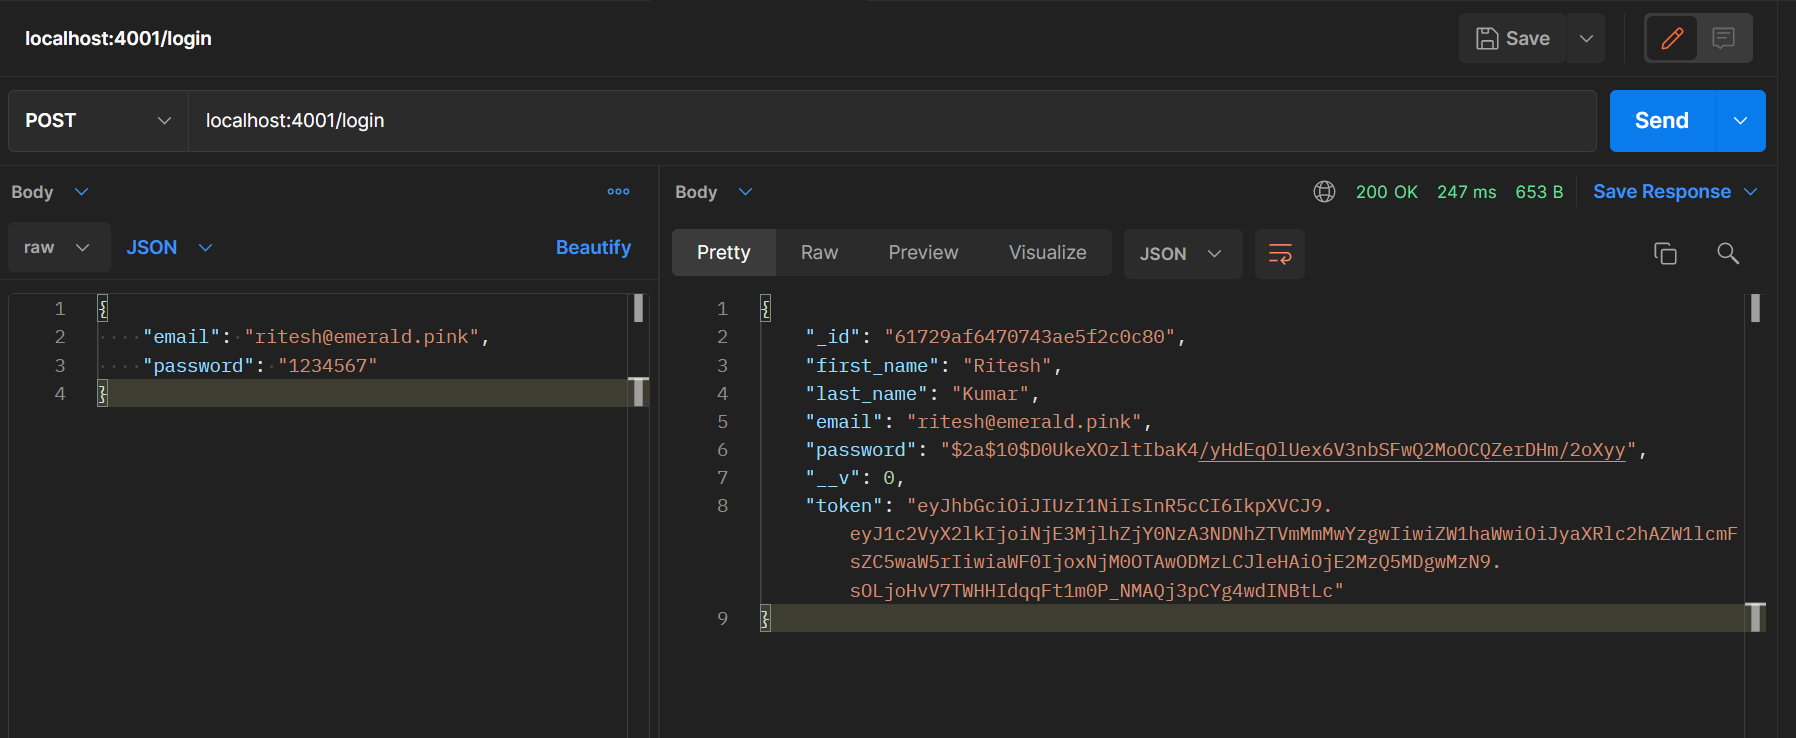 localhost:4001/login
Save
POST
localhost:4001/login
Send
Body
raw
JSON
Beautify
1 {
2 "email": "ritesh@emerald.pink",
3 "password": "1234567"
4 }
Body
200 OK 247 ms 653 B Save Response
Pretty Raw Preview Visualize JSON
1 {
2 "_id": "61729af6470743ae5f2c0c80",
3 "first_name": "Ritesh",
4 "last_name": "Kumar",
5 "email": "ritesh@emerald.pink",
6 "password": "$2a$10$D0UkeXOzltIbaK4/yHdEqOlUex6V3nbSFwQ2MoOCQZerDHm/2oXyy",
7 "__v": 0,
8 "token": "eyJhbGciOiJIUzI1NiIsInR5cCI6IkpXVCJ9.
eyJ1c2VyX2lkIjoiNjE3MjlhZjY0NzA3NDNhZTVmMmMwYzgwIiwiZW1haWwiOiJyaXRlc2hAZW1lcmF
sZC5waW5rIiwiaWF0IjoxNjM0OTAwODMzLCJleHAiOjE2MzQ5MDgwMzN9.
sOLjoHvV7TWHHIdqqFt1m0P_NMAQj3pCYg4wdINBtLc"
9 }